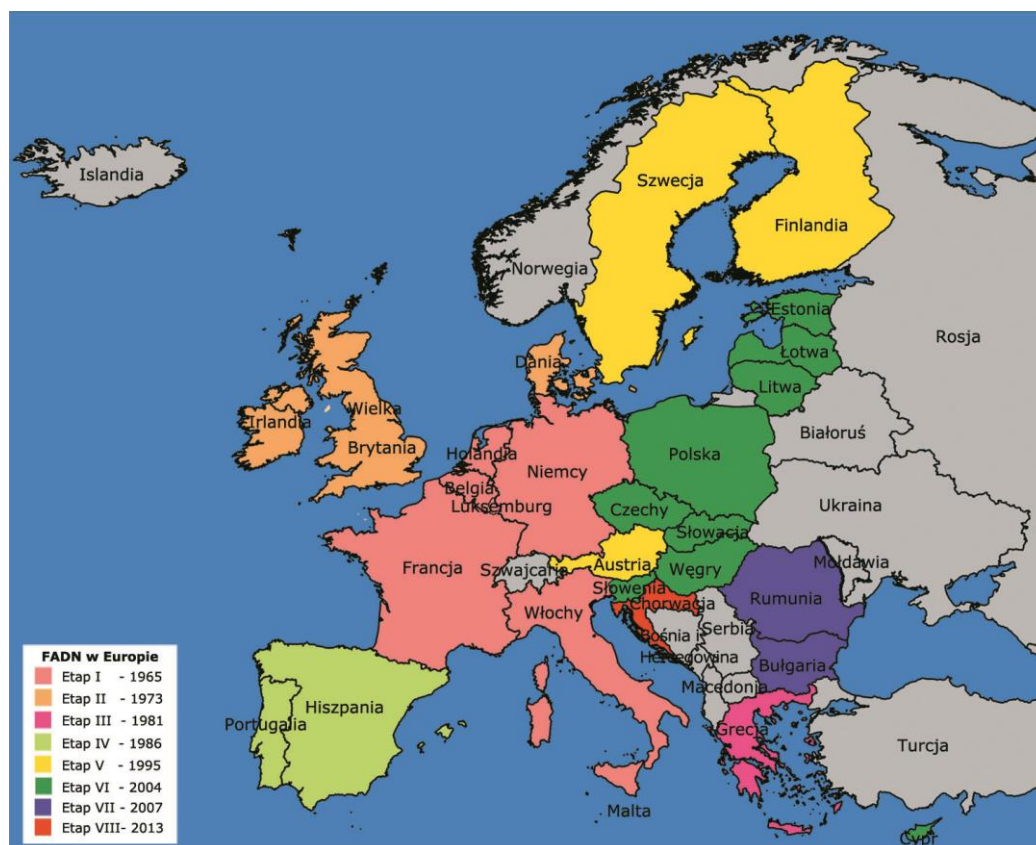 Islandia
Szwecja
Finlandia
Norwegia
Rosja
Estonia
Łotwa
Litwa
Dania
Irlandia
Wielka
Brytania
Białoruś
Holandia
Niemcy
Polska
Belgia
Luksemburg
Ukraina
Czechy
Słowacja
Mołdawia
Francja
Szwajcaria
Austria
Węgry
Słowenia
Chorwacja
Rumunia
Włochy
Serbia
Bośnia i
Hercegowina
Bułgaria
Macedonia
Portugalia
Hiszpania
Grecja
Turcja
Malta
Cypr
FADN w Europie
Etap I - 1965
Etap II - 1973
Etap III - 1981
Etap IV - 1986
Etap V - 1995
Etap VI - 2004
Etap VII - 2007
Etap VIII- 2013